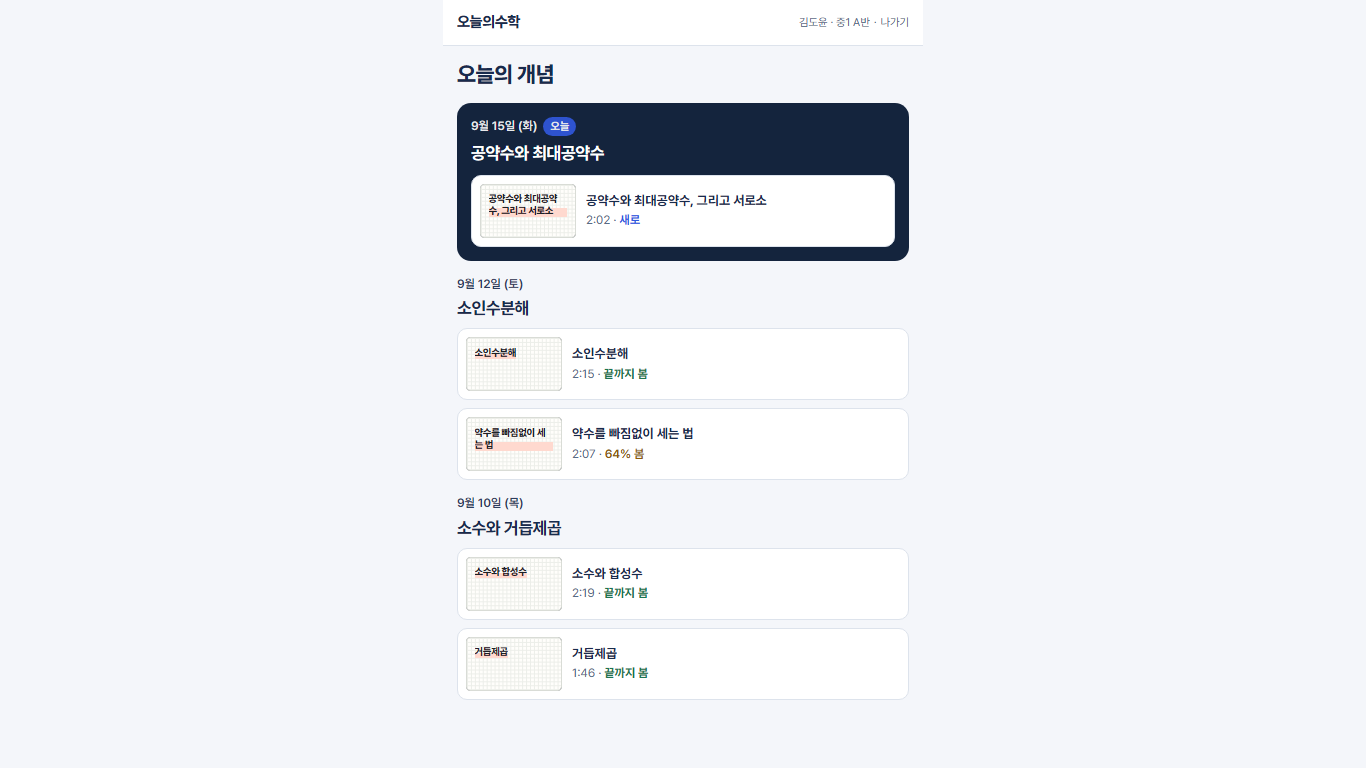 오늘의수학
김도윤 · 중1 A반 · 나가기
오늘의 개념
9월 15일 (화) 오늘
공약수와 최대공약수
공약수와 최대공약
수, 그리고 서로소
공약수와 최대공약수, 그리고 서로소
2:02 · 새로
9월 12일 (토)
소인수분해
소인수분해
소인수분해
2:15 · 끝까지 봄
약수를 빠짐없이 세
는 법
약수를 빠짐없이 세는 법
2:07 · 64% 봄
9월 10일 (목)
소수와 거듭제곱
소수와 합성수
소수와 합성수
2:19 · 끝까지 봄
거듭제곱
거듭제곱
1:46 · 끝까지 봄